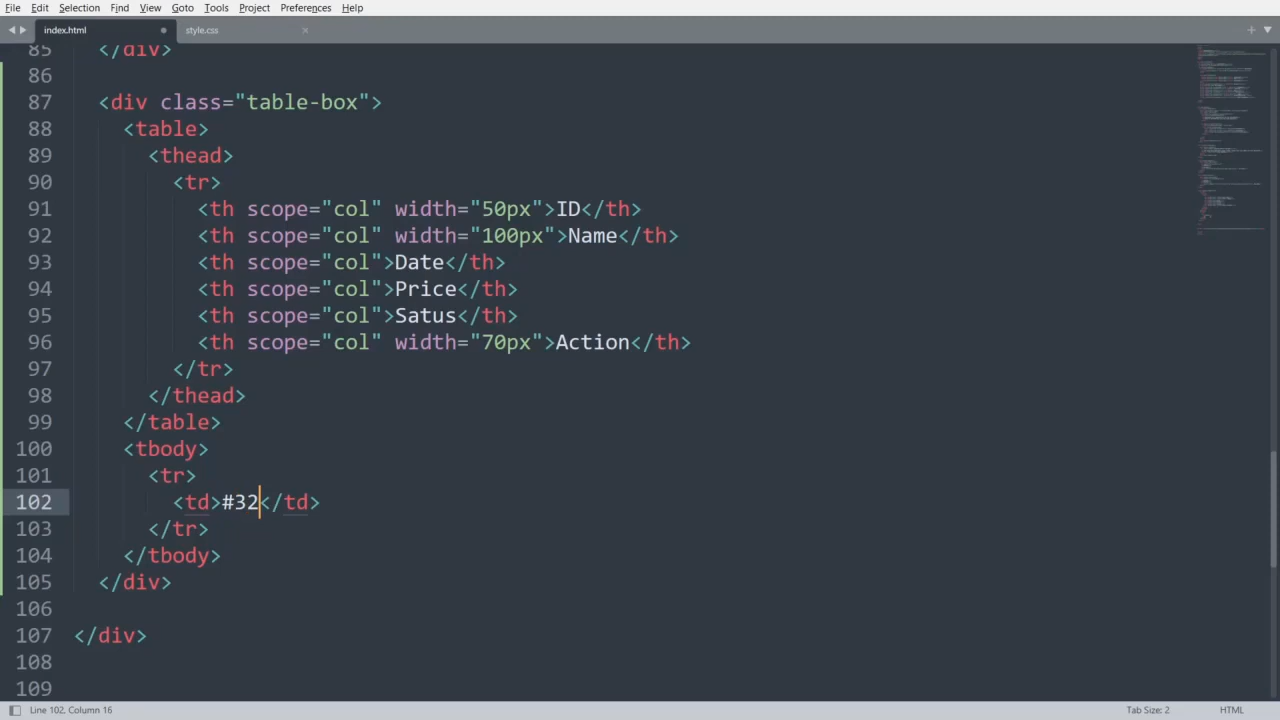 File Edit Selection Find View Goto Tools Project Preferences Help
index.html style.css
85 </div>
86
87 <div class="table-box">
88 <table>
89 <thead>
90 <tr>
91 <th scope="col" width="50px">ID</th>
92 <th scope="col" width="100px">Name</th>
93 <th scope="col">Date</th>
94 <th scope="col">Price</th>
95 <th scope="col">Satus</th>
96 <th scope="col" width="70px">Action</th>
97 </tr>
98 </thead>
99 </table>
100 <tbody>
101 <tr>
102 <td>#32</td>
103 </tr>
104 </tbody>
105 </div>
106
107 </div>
108
109
Line 102, Column 16 Tab Size: 2 HTML